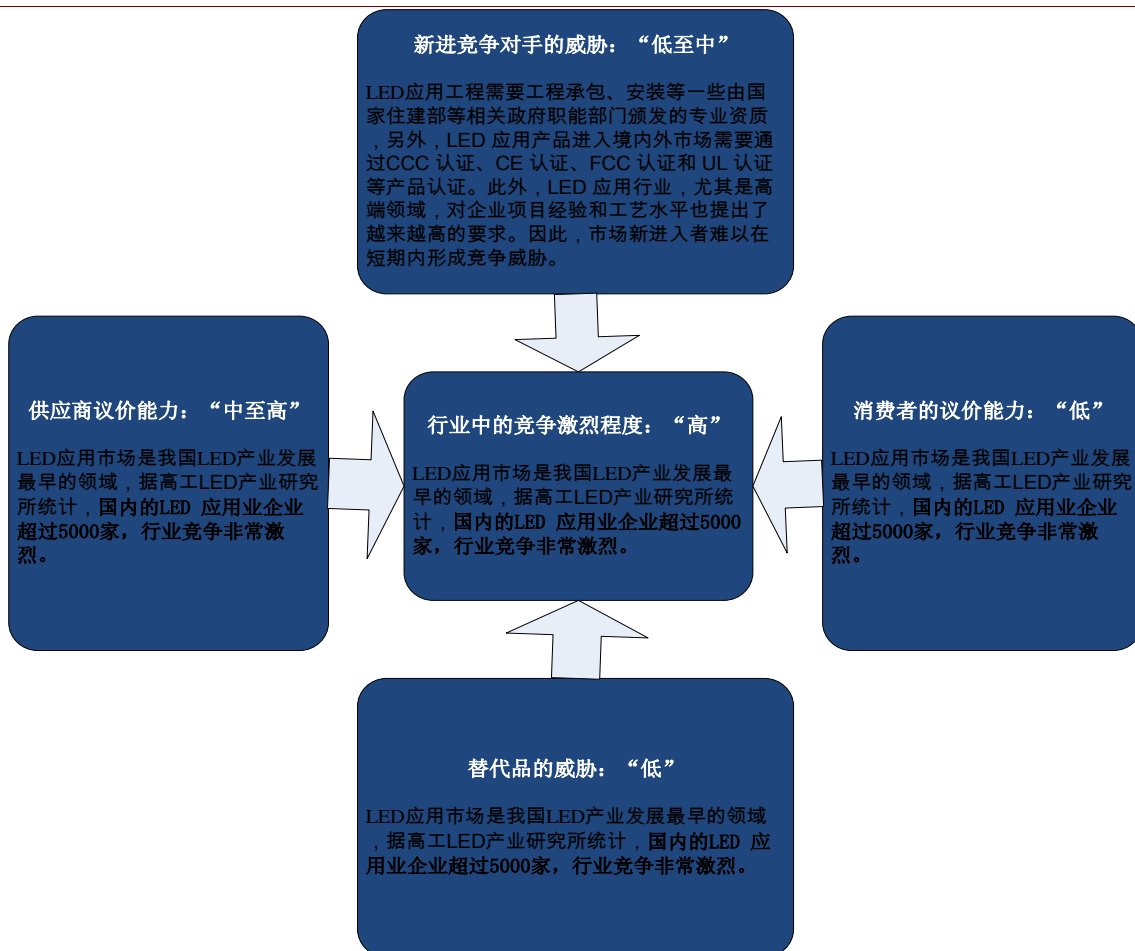 新进竞争对手的威胁：“低至中”
LED应用工程需要工程承包、安装等一些由国
家住建部等相关政府职能部门颁发的专业资质
，另外，LED 应用产品进入境内外市场需要通
过CCC 认证、CE 认证、FCC 认证和 UL 认证
等产品认证。此外，LED 应用行业，尤其是高
端领域，对企业项目经验和工艺水平也提出了
越来越高的要求。因此，市场新进入者难以在
短期内形成竞争威胁。
供应商议价能力：“中至高”
LED应用市场是我国LED产业发展
最早的领域，据高工LED产业研究
所统计，国内的LED 应用业企业
超过5000家，行业竞争非常激
烈。
行业中的竞争激烈程度：“高”
LED应用市场是我国LED产业发展最
早的领域，据高工LED产业研究所统
计，国内的LED 应用业企业超过5000
家，行业竞争非常激烈。
消费者的议价能力：“低”
LED应用市场是我国LED产业发展
最早的领域，据高工LED产业研究
所统计，国内的LED 应用业企业
超过5000家，行业竞争非常激
烈。
替代品的威胁：“低”
LED应用市场是我国LED产业发展最早的领域
，据高工LED产业研究所统计，国内的LED 应
用业企业超过5000家，行业竞争非常激烈。